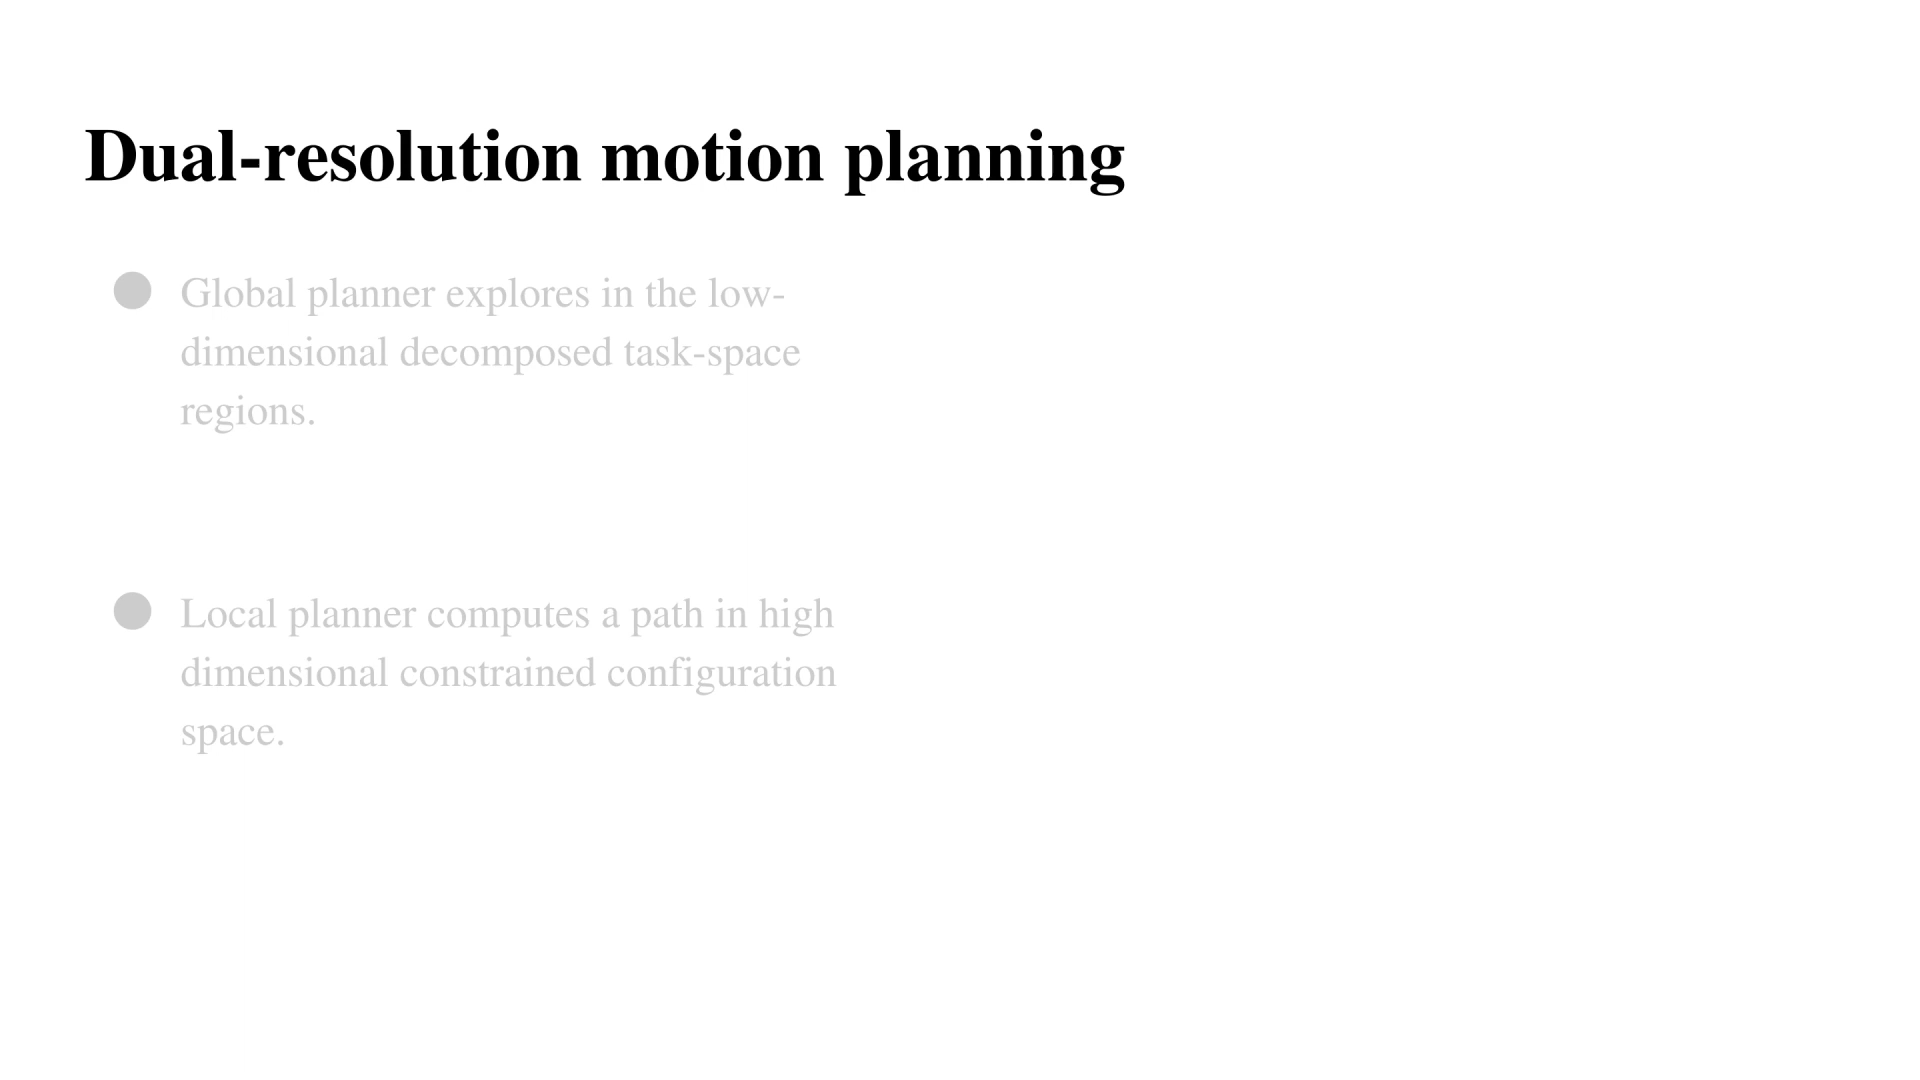 Dual-resolution motion planning
Global planner explores in the low-
dimensional decomposed task-space
regions.
Local planner computes a path in high
dimensional constrained configuration
space.